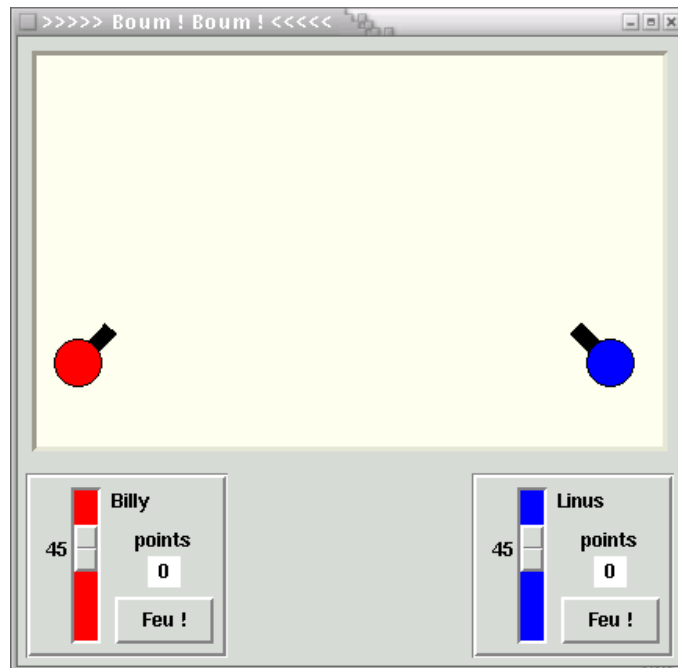 >>>>> Boum ! Boum ! <<<<<
Billy
45
points
0
Feu !
Linus
45
points
0
Feu !